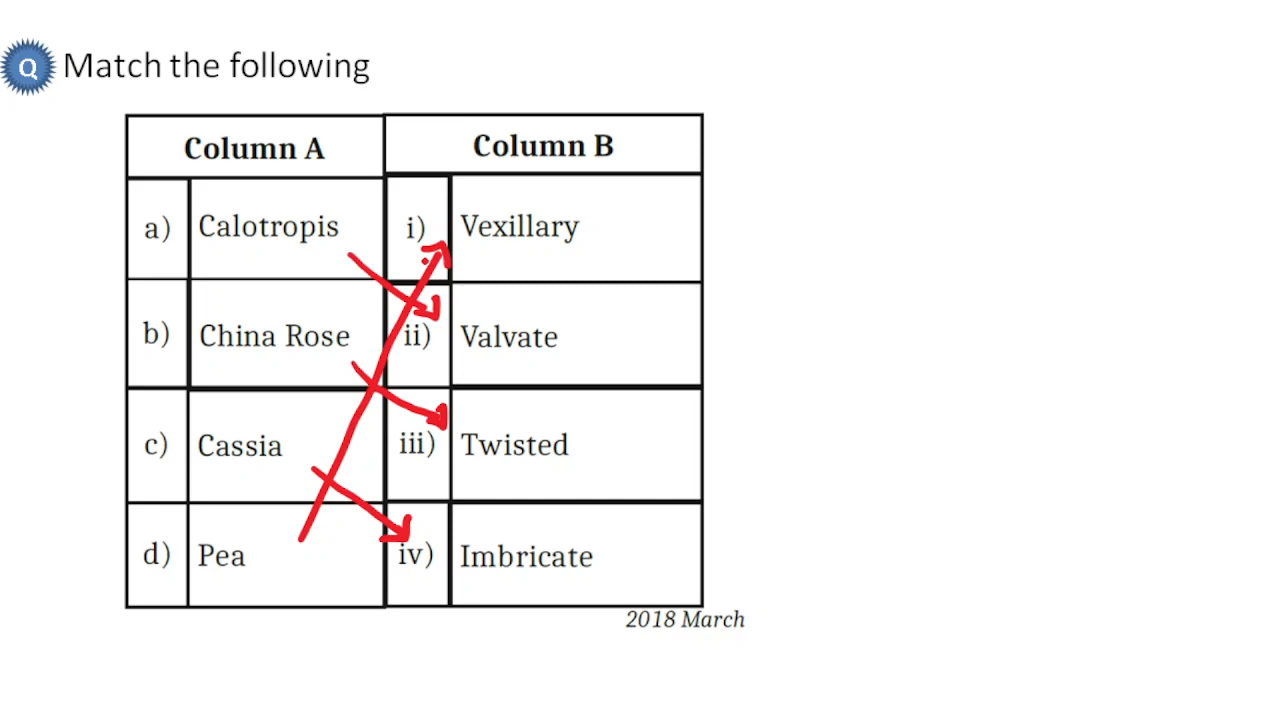 Q Match the following
Column A Column B
a) Calotropis i) Vexillary
b) China Rose ii) Valvate
c) Cassia iii) Twisted
d) Pea iv) Imbricate
2018 March